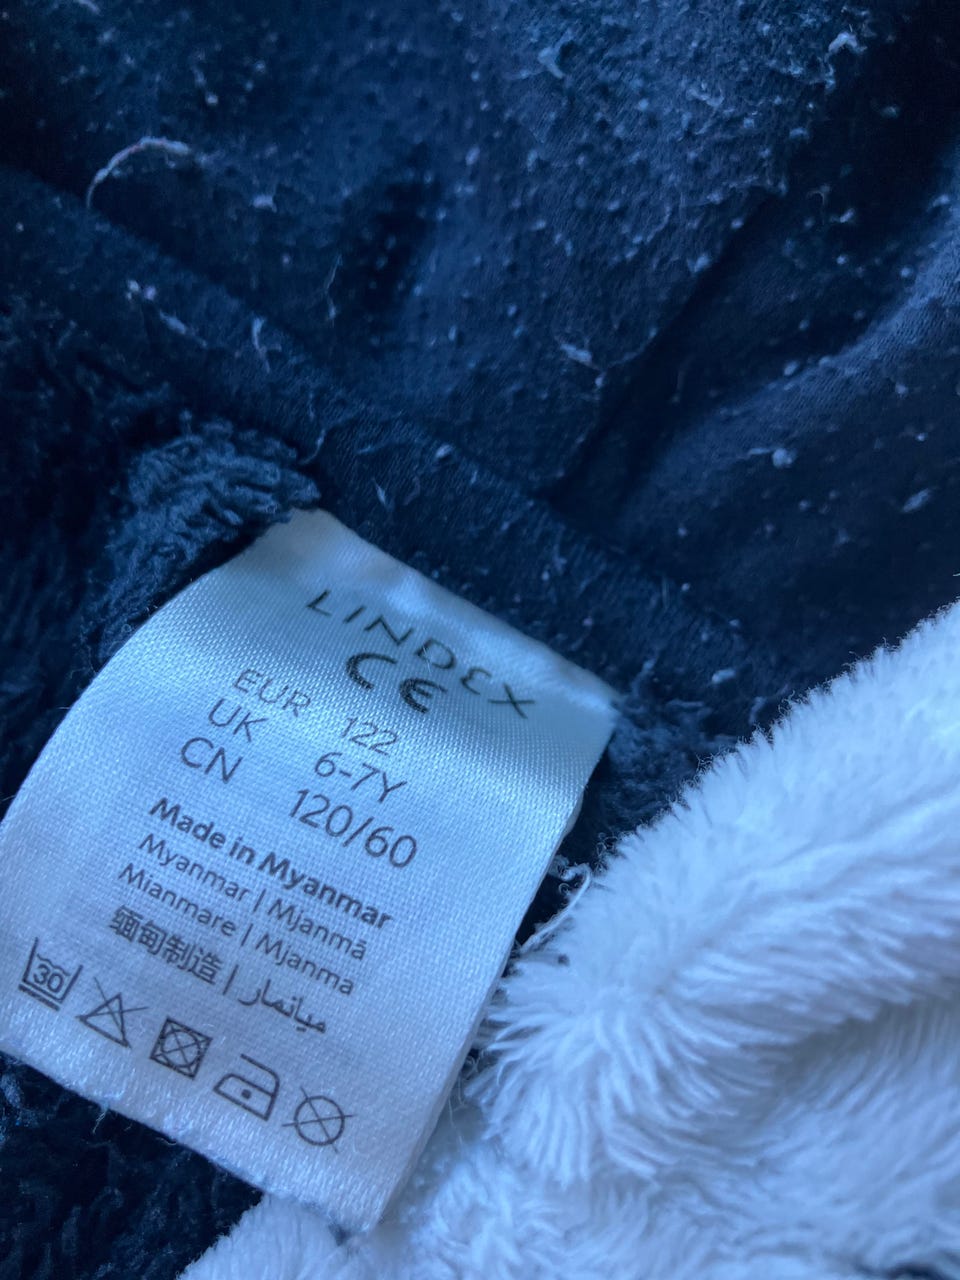 LINDEX
CE
EUR 122
UK 6-7Y
CN 120/60
Made in Myanmar
Myanmar | Mjanmā
Mianmare | Mjanma
缅甸制造 | ميانمار
30